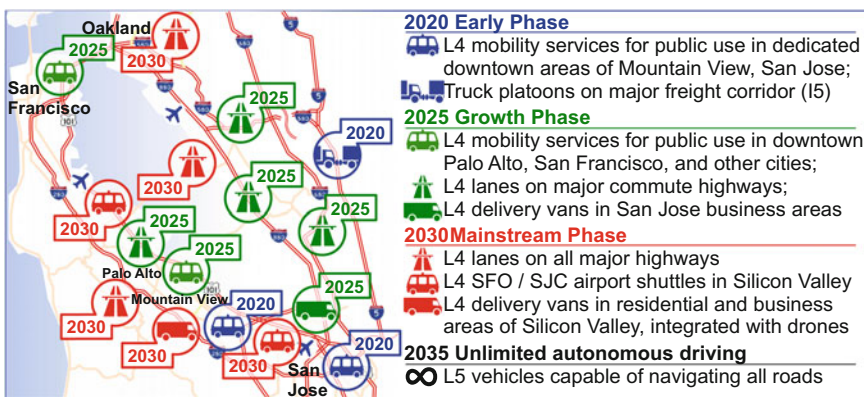 Oakland
2025
2030
San
Francisco
101
280
680
5
2025
2020
2030
2025
2030
2025
2025
2025
Palo Alto
101
2025
Mountain View
2020
2030
2030
2030
San
Jose
2020
5
2020 Early Phase
L4 mobility services for public use in dedicated
downtown areas of Mountain View, San Jose;
Truck platoons on major freight corridor (I5)
2025 Growth Phase
L4 mobility services for public use in downtown
Palo Alto, San Francisco, and other cities;
L4 lanes on major commute highways;
L4 delivery vans in San Jose business areas
2030Mainstream Phase
L4 lanes on all major highways
L4 SFO / SJC airport shuttles in Silicon Valley
L4 delivery vans in residential and business
areas of Silicon Valley, integrated with drones
2035 Unlimited autonomous driving
L5 vehicles capable of navigating all roads